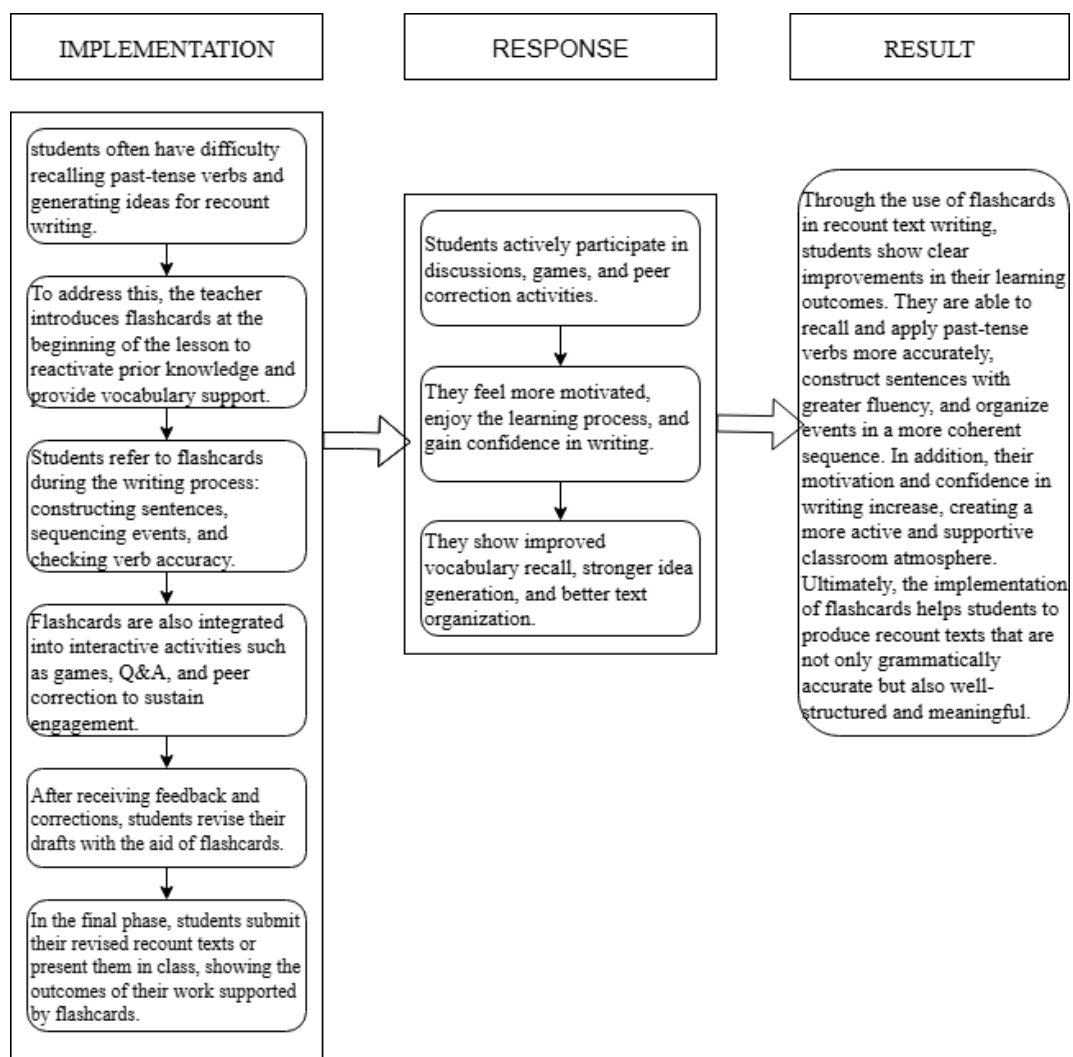 IMPLEMENTATION
students often have difficulty
recalling past-tense verbs and
generating ideas for recount
writing.
To address this, the teacher
introduces flashcards at the
beginning of the lesson to
reactivate prior knowledge and
provide vocabulary support.
Students refer to flashcards
during the writing process:
constructing sentences,
sequencing events, and
checking verb accuracy.
Flashcards are also integrated
into interactive activities such
as games, Q&A, and peer
correction to sustain
engagement.
After receiving feedback and
corrections, students revise their
drafts with the aid of flashcards.
In the final phase, students submit
their revised recount texts or
present them in class, showing the
outcomes of their work supported
by flashcards.
RESPONSE
Students actively participate in
discussions, games, and peer
correction activities.
They feel more motivated,
enjoy the learning process, and
gain confidence in writing.
They show improved
vocabulary recall, stronger idea
generation, and better text
organization.
RESULT
Through the use of flashcards
in recount text writing,
students show clear
improvements in their learning
outcomes. They are able to
recall and apply past-tense
verbs more accurately,
construct sentences with
greater fluency, and organize
events in a more coherent
sequence. In addition, their
motivation and confidence in
writing increase, creating a
more active and supportive
classroom atmosphere.
Ultimately, the implementation
of flashcards helps students to
produce recount texts that are
not only grammatically
accurate but also well-
structured and meaningful.